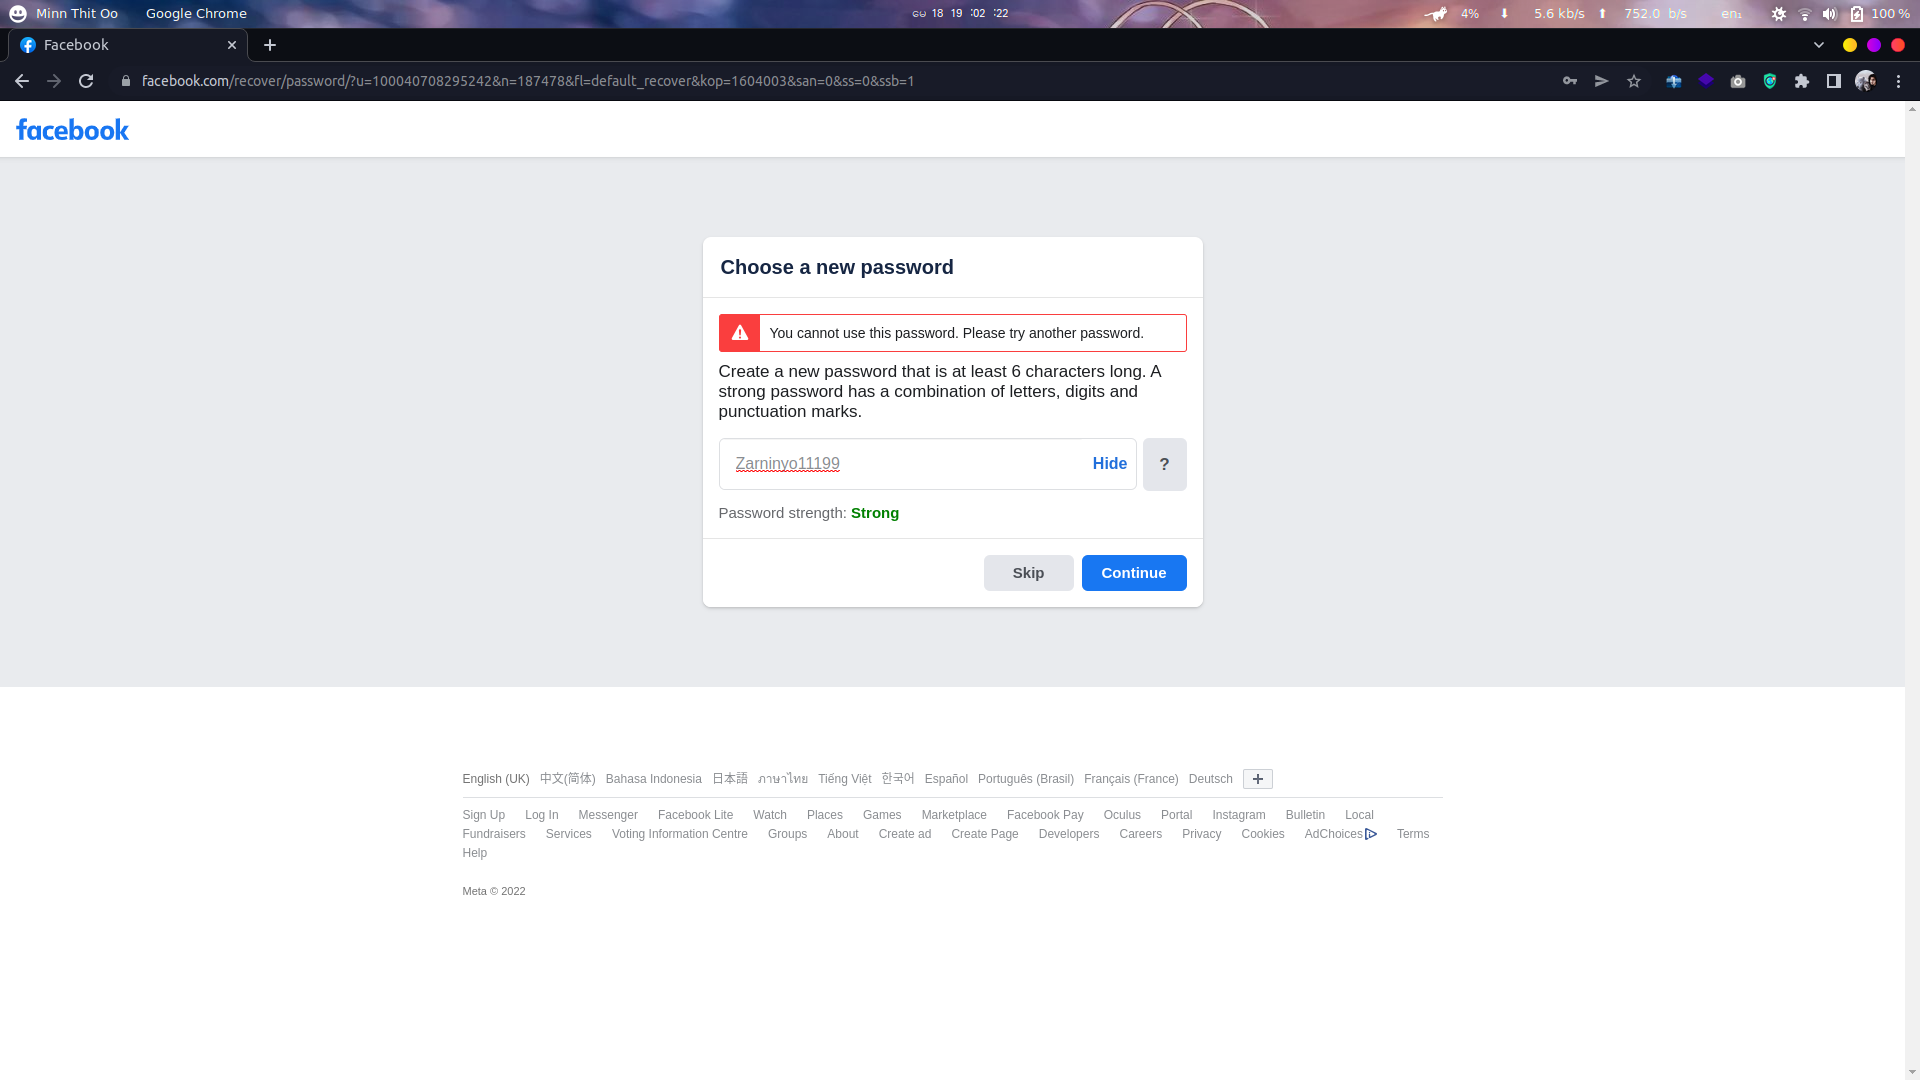 Minn Thit Oo Google Chrome မေ 18 19 :02 :22 4% 5.6 kb/s 752.0 b/s en₁ 100 %
Facebook
facebook.com/recover/password/?u=100040708295242&n=187478&fl=default_recover&kop=1604003&san=0&ss=0&ssb=1
facebook
Choose a new password
You cannot use this password. Please try another password.
Create a new password that is at least 6 characters long. A
strong password has a combination of letters, digits and
punctuation marks.
Zarninyo11199 Hide ?
Password strength: Strong
Skip Continue
English (UK) 中文(简体) Bahasa Indonesia 日本語 ภาษาไทย Tiếng Việt 한국어 Español Português (Brasil) Français (France) Deutsch +
Sign Up Log In Messenger Facebook Lite Watch Places Games Marketplace Facebook Pay Oculus Portal Instagram Bulletin Local
Fundraisers Services Voting Information Centre Groups About Create ad Create Page Developers Careers Privacy Cookies AdChoices Terms
Help
Meta © 2022